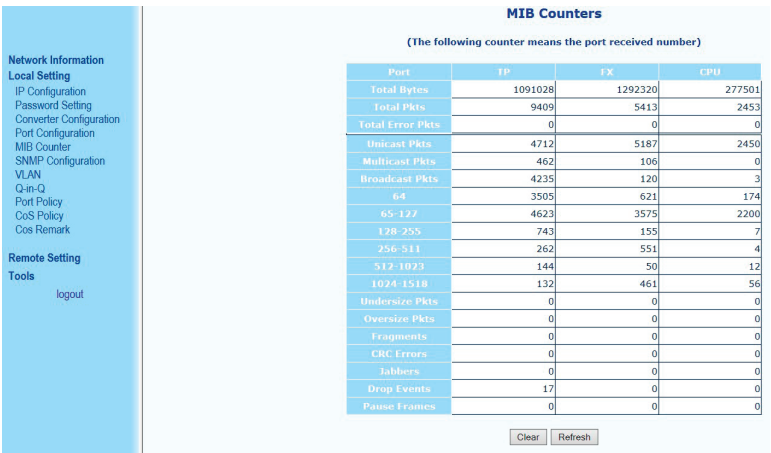 MIB Counters
(The following counter means the port received number)
Network Information
Local Setting
IP Configuration
Password Setting
Converter Configuration
Port Configuration
MIB Counter
SNMP Configuration
VLAN
Q-in-Q
Port Policy
CoS Policy
Cos Remark
Remote Setting
Tools
logout
Port TP FX CPU
Total Bytes 1091028 1292320 277501
Total Pkts 9409 5413 2453
Total Error Pkts 0 0 0
Unicast Pkts 4712 5187 2450
Multicast Pkts 462 106 0
Broadcast Pkts 4235 120 3
64 3505 621 174
65-127 4623 3575 2200
128-255 743 155 7
256-511 262 551 4
512-1023 144 50 12
1024-1518 132 461 56
Undersize Pkts 0 0 0
Oversize Pkts 0 0 0
Fragments 0 0 0
CRC Errors 0 0 0
Jabbers 0 0 0
Drop Events 17 0 0
Pause Frames 0 0 0
Clear Refresh